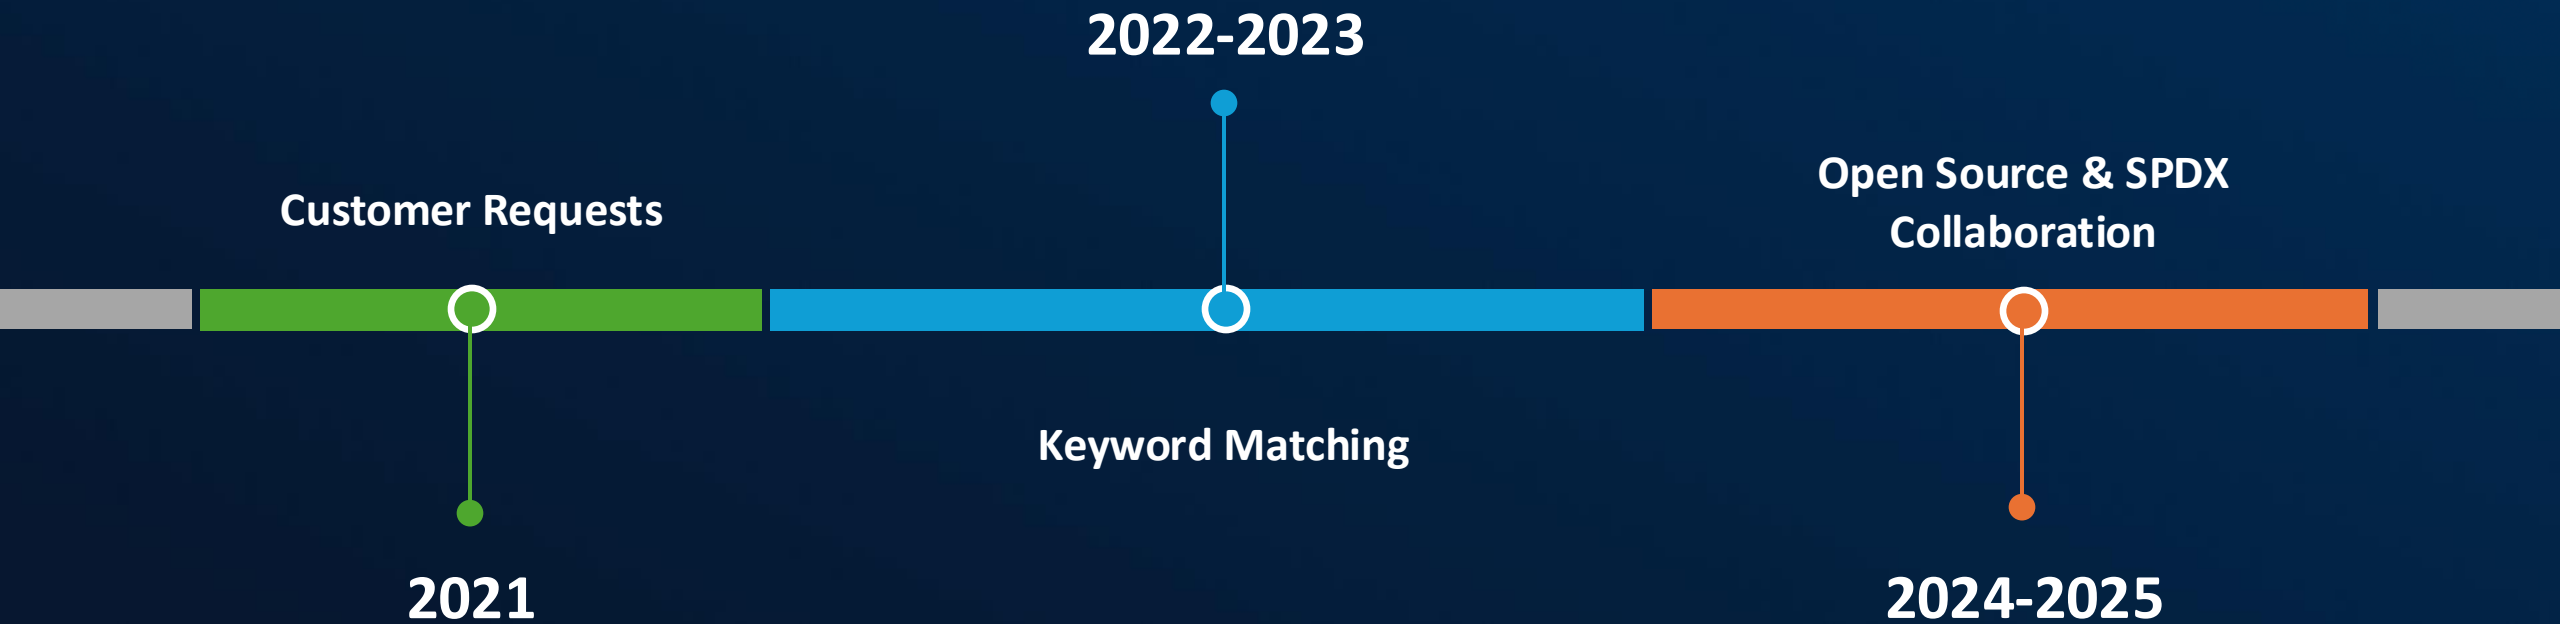 2022-2023
Customer Requests
Open Source & SPDX
Collaboration
Keyword Matching
2021
2024-2025